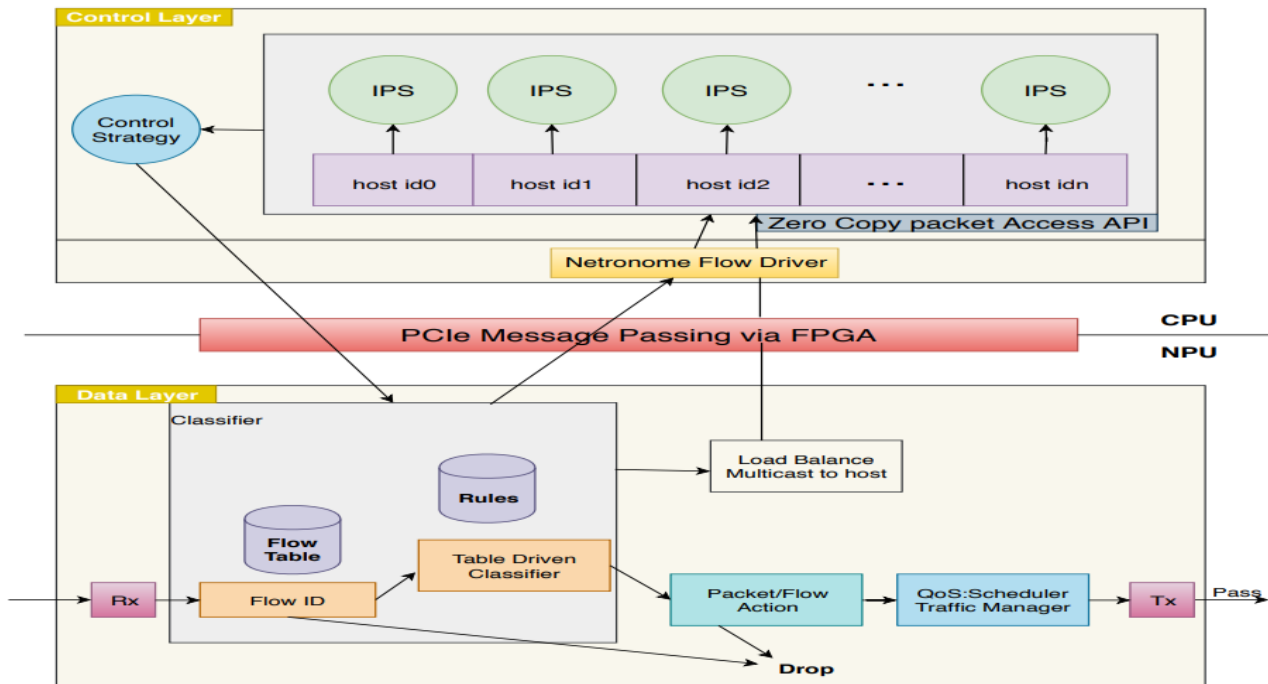 Control Layer
IPS
IPS
IPS
- - -
IPS
Control
Strategy
host id0
host id1
host id2
- - -
host idn
Zero Copy packet Access API
Netronome Flow Driver
CPU
PCIe Message Passing via FPGA
NPU
Data Layer
Classifier
Load Balance
Multicast to host
Rules
Flow
Table
Table Driven
Classifier
Rx
Flow ID
Packet/Flow
Action
QoS:Scheduler
Traffic Manager
Tx
Pass
Drop